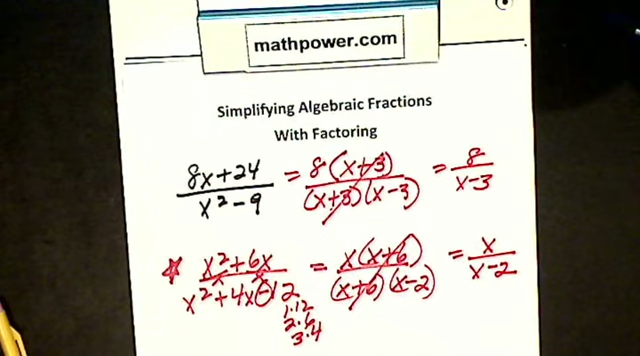 mathpower.com
Simplifying Algebraic Fractions
With Factoring
8x+24 / x²-9 = 8(x+3) / (x+3)(x-3) = 8 / x-3
* x²+6x / x²+4x-12 = x(x+6) / (x+6)(x-2) = x / x-2
1·12
2·6
3·4